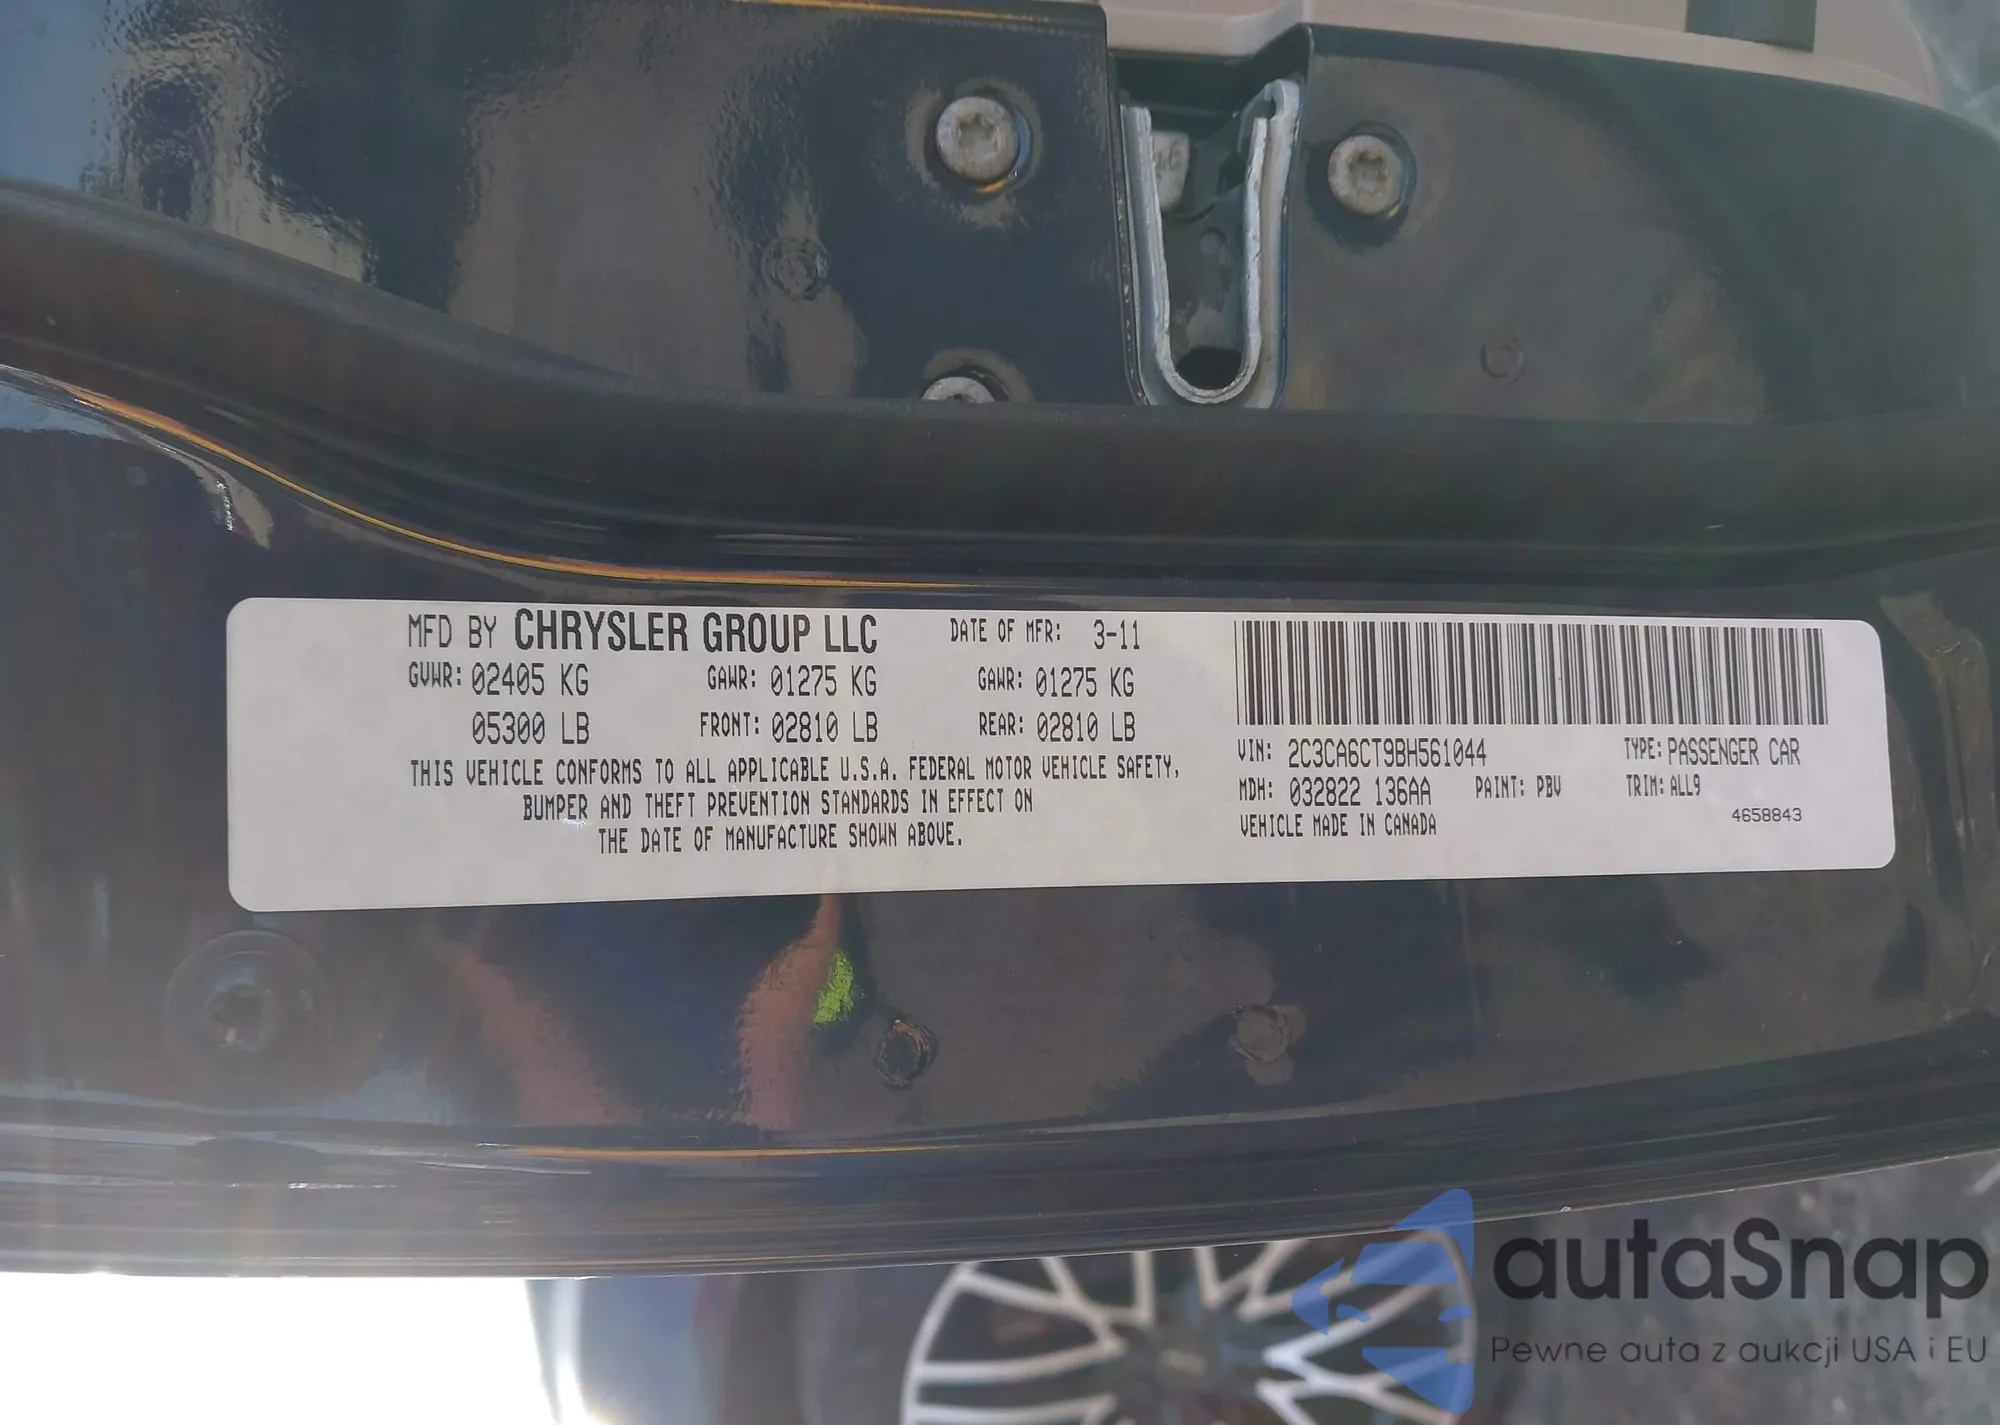 MFD BY CHRYSLER GROUP LLC DATE OF MFR: 3-11
GVWR: 02405 KG GAWR: 01275 KG GAWR: 01275 KG
05300 LB FRONT: 02810 LB REAR: 02810 LB
THIS VEHICLE CONFORMS TO ALL APPLICABLE U.S.A. FEDERAL MOTOR VEHICLE SAFETY,
BUMPER AND THEFT PREVENTION STANDARDS IN EFFECT ON
THE DATE OF MANUFACTURE SHOWN ABOVE.
VIN: 2C3CA6CT9BH561044 TYPE: PASSENGER CAR
MDH: 032822 136AA PAINT: PBV TRIM: ALL9
VEHICLE MADE IN CANADA 4658843
autaSnap
Pewne auta z aukcji USA i EU